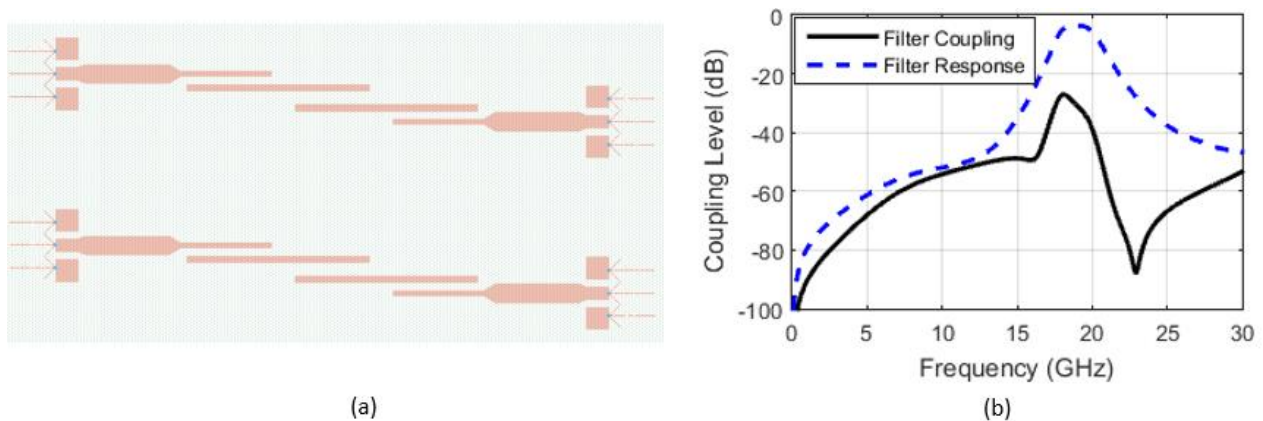 0
-20
-40
-60
-80
-100
Coupling Level (dB)
Filter Coupling
Filter Response
0 5 10 15 20 25 30
Frequency (GHz)
(a)
(b)